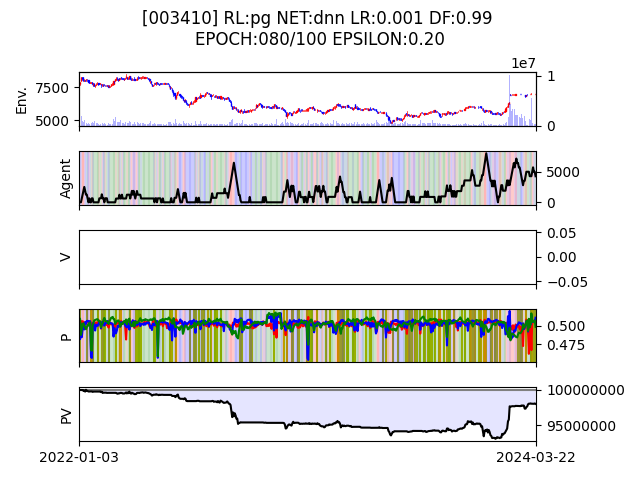 [003410] RL:pg NET:dnn LR:0.001 DF:0.99
EPOCH:080/100 EPSILON:0.20
1e7
Env.
7500
5000
1
0
Agent
5000
0
V
0.05
0.00
−0.05
P
0.500
0.475
PV
100000000
95000000
2022-01-03
2024-03-22